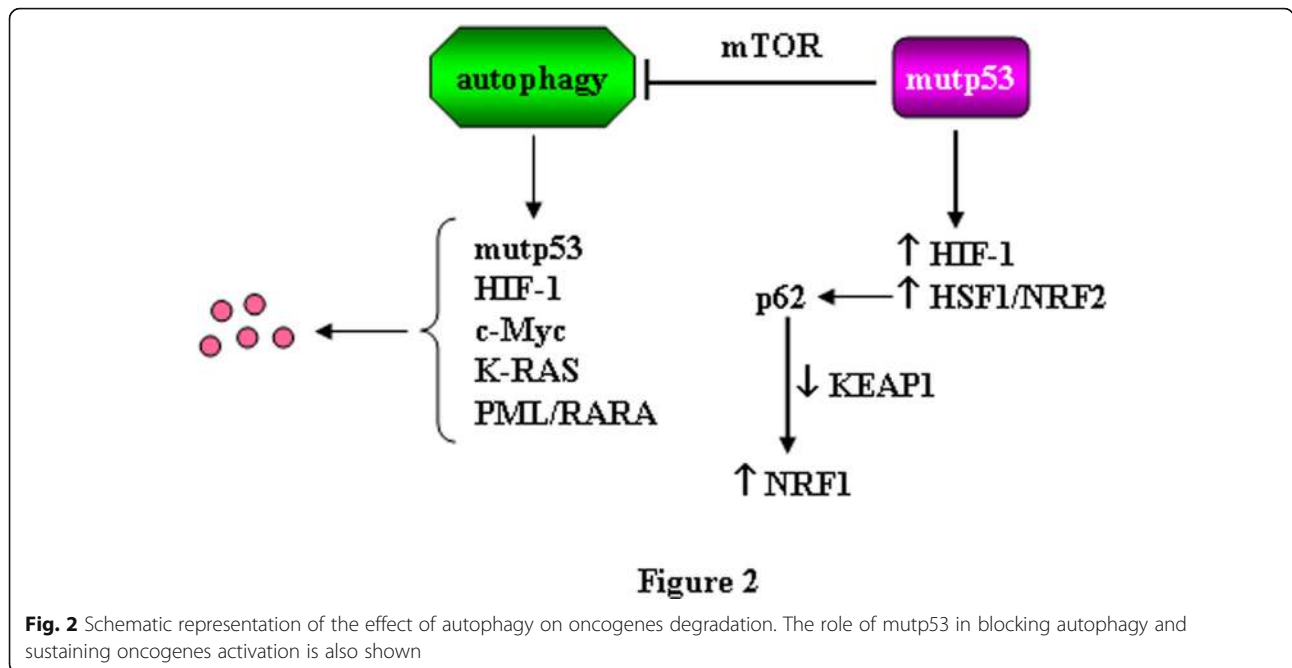 mTOR
autophagy
mutp53
mutp53
HIF-1
c-Myc
K-RAS
PML/RARA
↑ HIF-1
p62 ← ↑ HSF1/NRF2
↓ KEAP1
↑ NRF1
Figure 2
Fig. 2 Schematic representation of the effect of autophagy on oncogenes degradation. The role of mutp53 in blocking autophagy and
sustaining oncogenes activation is also shown